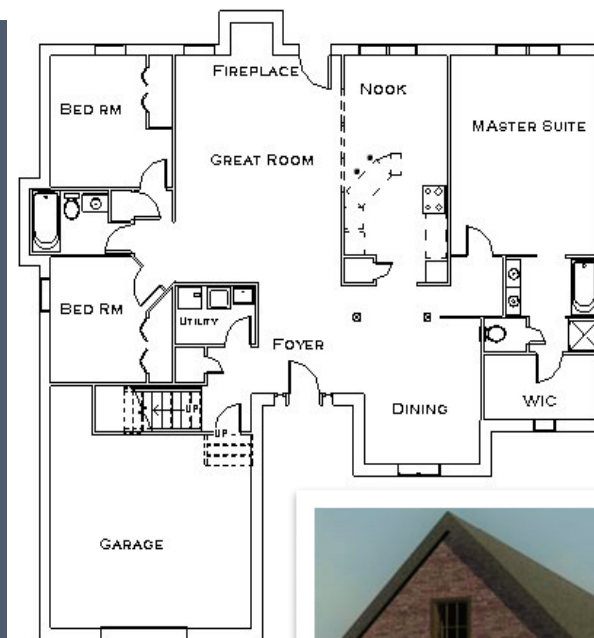 FIREPLACE
NOOK
BED RM
MASTER SUITE
GREAT ROOM
BED RM
UTILITY
FOYER
DINING
WIC
UP
UP
GARAGE